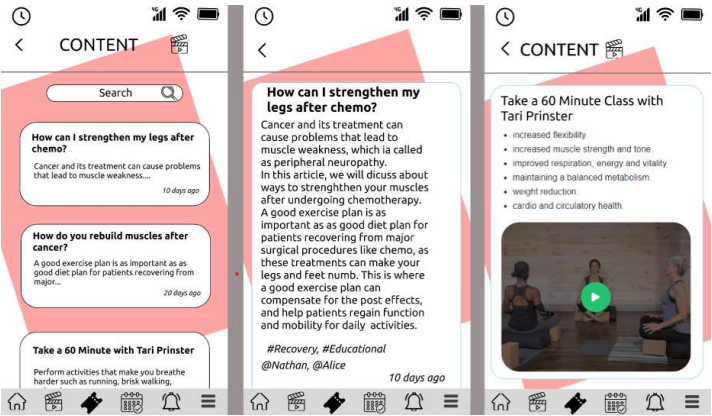 4G
CONTENT
Search
How can I strengthen my legs after
chemo?
Cancer and its treatment can cause problems
that lead to muscle weakness....
10 days ago
How do you rebuild muscles after
cancer?
A good exercise plan is as important as as
good diet plan for patients recovering from
major...
20 days ago
Take a 60 Minute with Tari Prinster
Perform activities that make you breathe
harder such as running, brisk walking,
4G
How can I strengthen my
legs after chemo?
Cancer and its treatment can
cause problems that lead to
muscle weakness, which ia called
as peripheral neuropathy.
In this article, we will dicuss about
ways to strenghthen your muscles
after undergoing chemotherapy.
A good exercise plan is as
important as as good diet plan for
patients recovering from major
surgical procedures like chemo, as
these treatments can make your
legs and feet numb. This is where
a good exercise plan can
compensate for the post effects,
and help patients regain function
and mobility for daily activities.
#Recovery, #Educational
@Nathan, @Alice
10 days ago
4G
CONTENT
Take a 60 Minute Class with
Tari Prinster
• increased flexibility.
• increased muscle strength and tone.
• improved respiration, energy and vitality.
• maintaining a balanced metabolism.
• weight reduction.
• cardio and circulatory health.